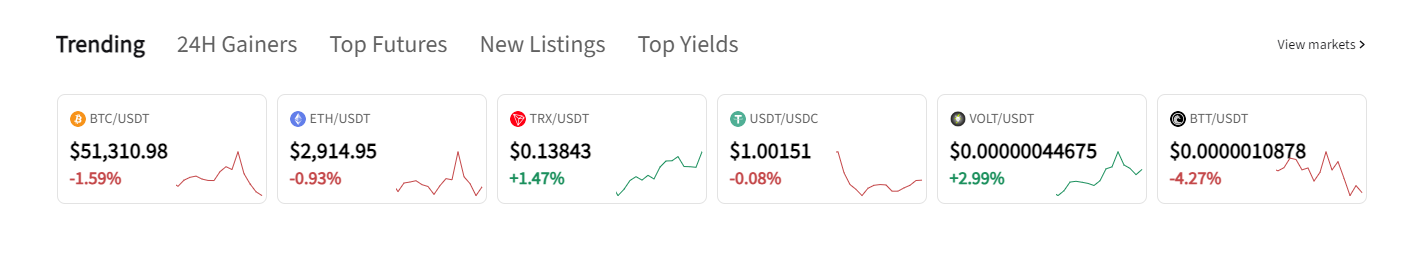 Trending 24H Gainers Top Futures New Listings Top Yields View markets >
BTC/USDT
$51,310.98
-1.59%
ETH/USDT
$2,914.95
-0.93%
TRX/USDT
$0.13843
+1.47%
USDT/USDC
$1.00151
-0.08%
VOLT/USDT
$0.00000044675
+2.99%
BTT/USDT
$0.0000010878
-4.27%